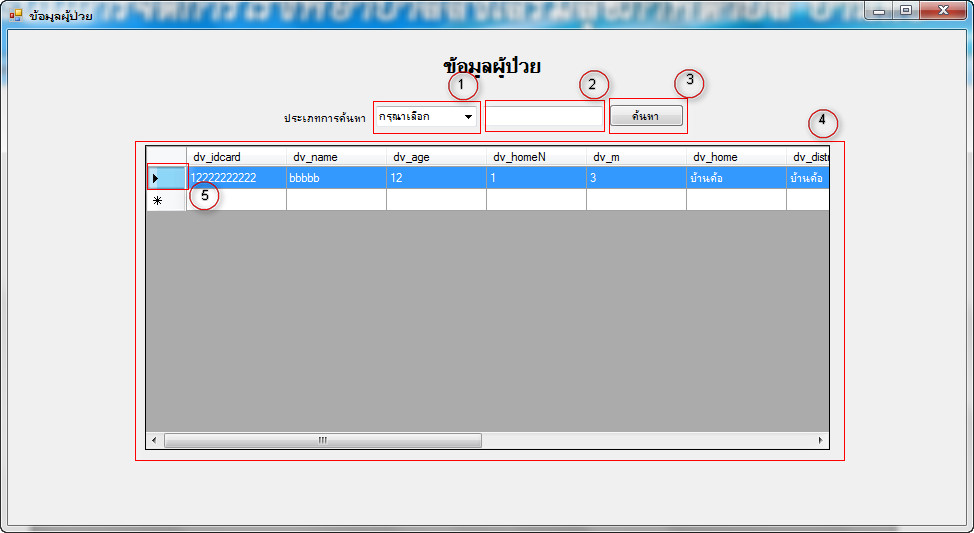 ข้อมูลผู้ป่วย
ข้อมูลผู้ป่วย
1 2 3
ประเภทการค้นหา กรุณาเลือก ค้นหา
4
dv_idcard dv_name dv_age dv_homeN dv_m dv_home
12222222222 bbbbb 12 1 3 บ้านต้อ บ้านต้อ
5